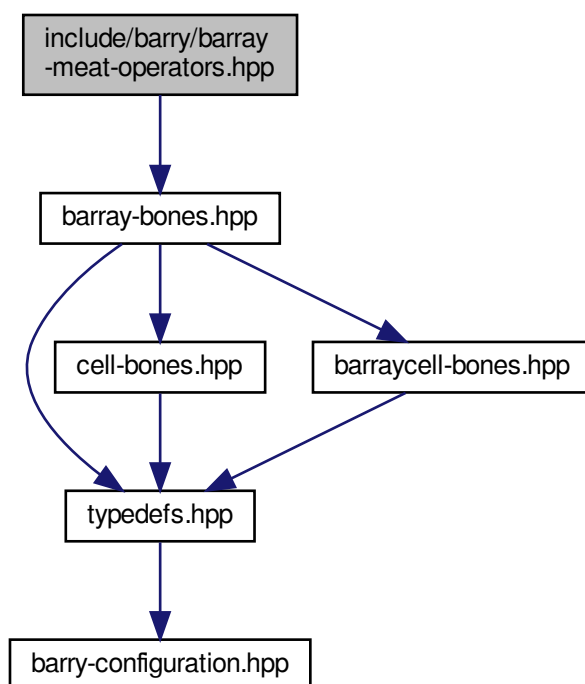 include/barry/barray
-meat-operators.hpp
barray-bones.hpp
cell-bones.hpp
barraycell-bones.hpp
typedefs.hpp
barry-configuration.hpp